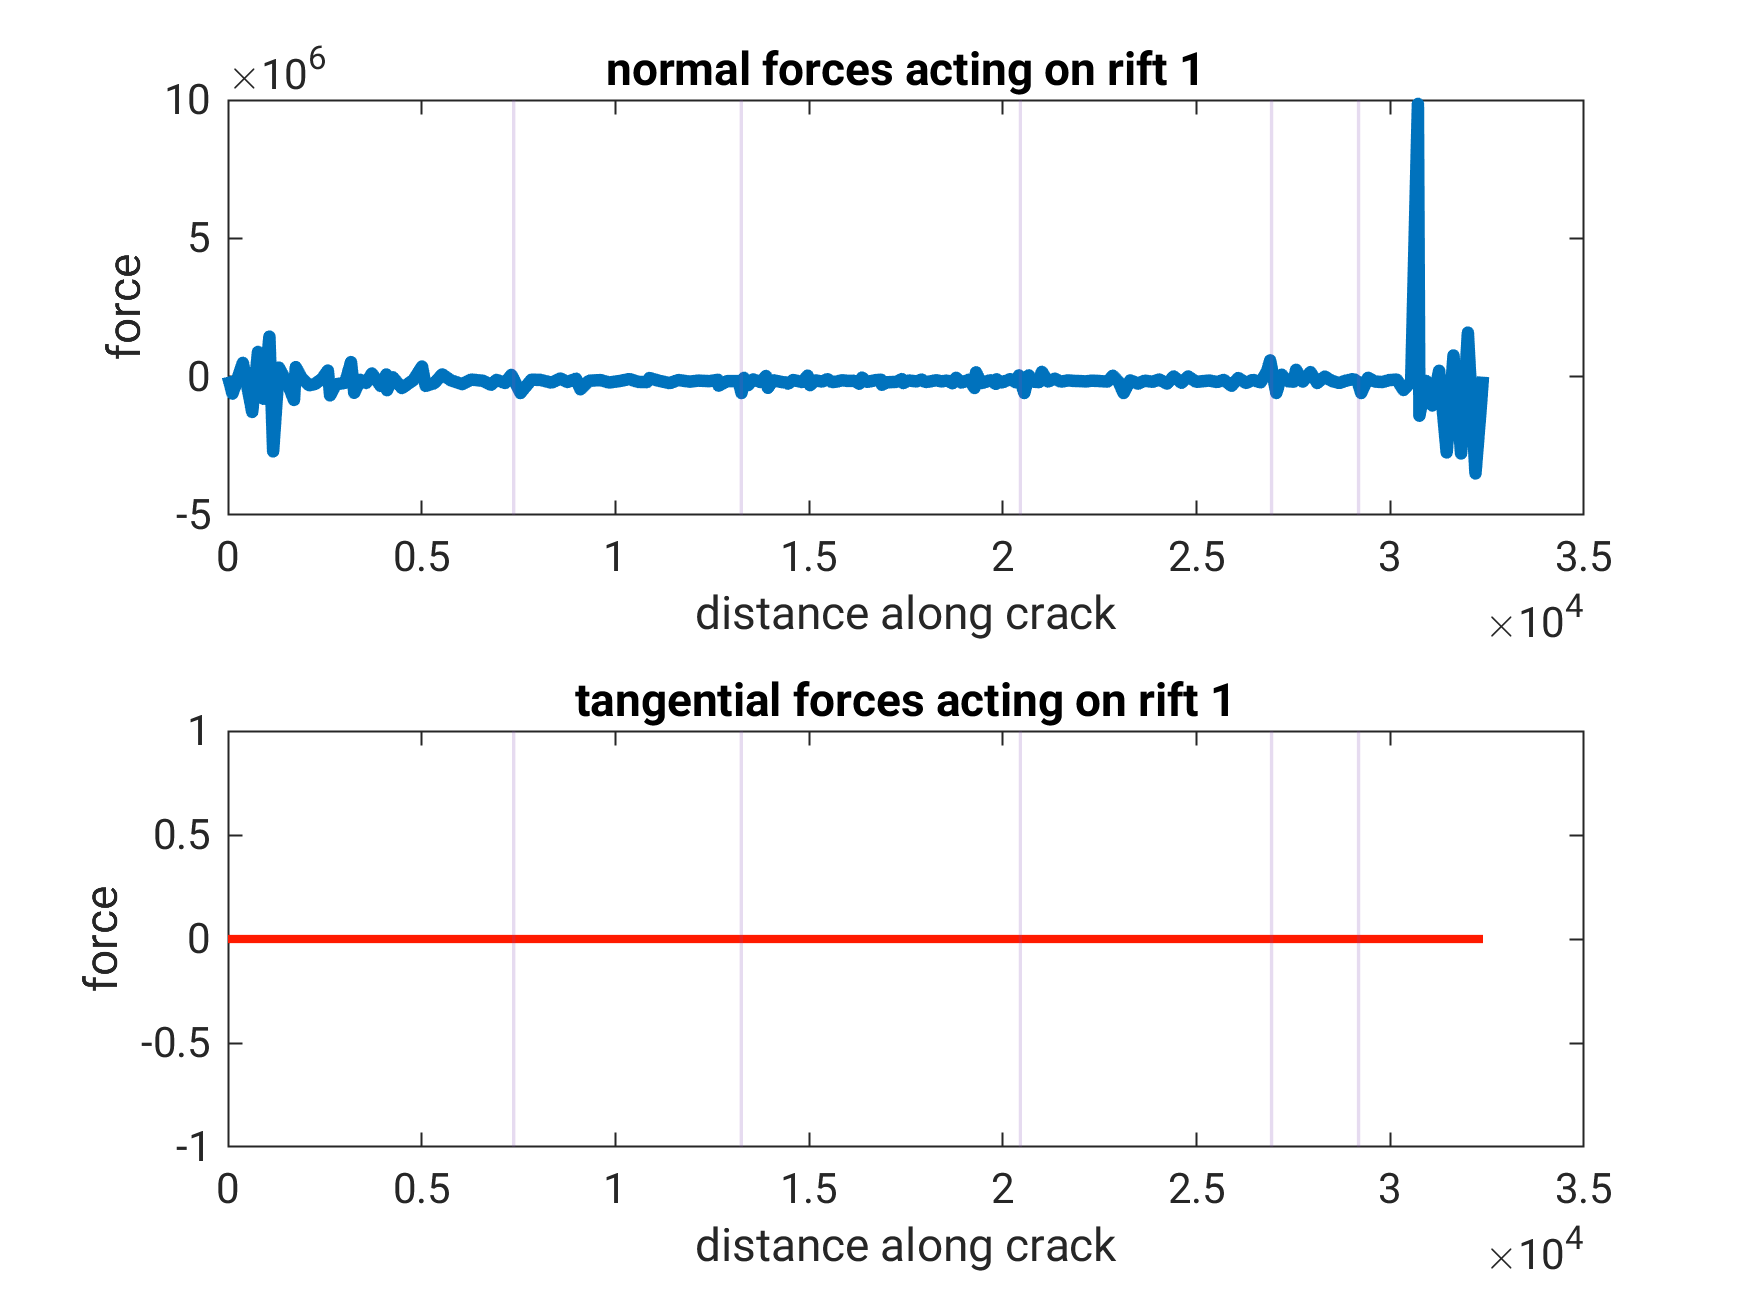 ×10⁶
normal forces acting on rift 1
10
5
0
-5
force
0 0.5 1 1.5 2 2.5 3 3.5
distance along crack
×10⁴
tangential forces acting on rift 1
1
0.5
0
-0.5
-1
force
0 0.5 1 1.5 2 2.5 3 3.5
distance along crack
×10⁴